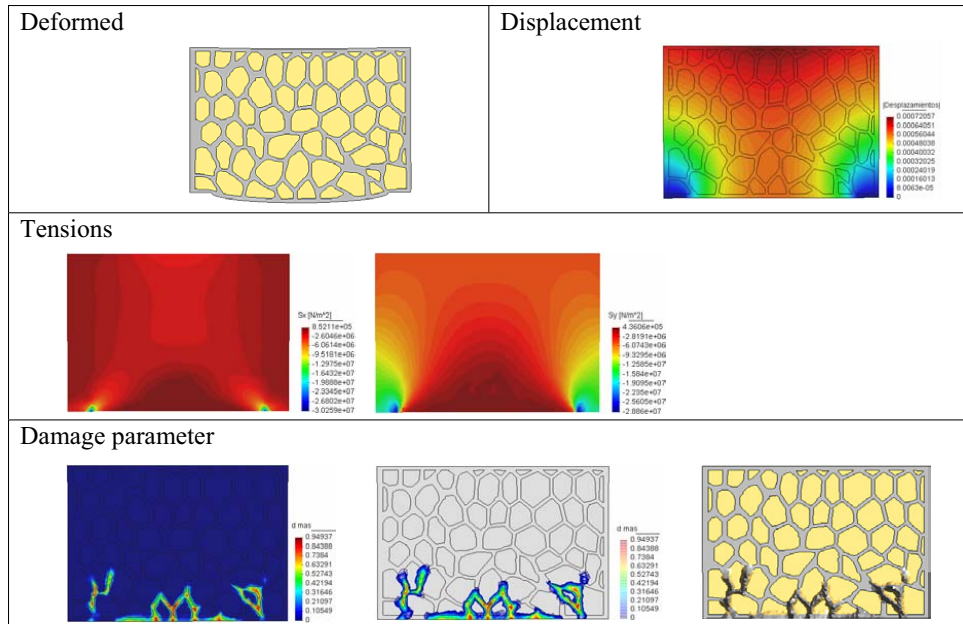 Deformed
Displacement
|Desplazamientos|
0.00072057
0.00064051
0.00056044
0.00048038
0.00040032
0.00032025
0.00024019
0.00016013
8.0063e-05
0
Tensions
Sx [N/m^2]
8.5211e+05
-2.6046e+06
-6.0614e+06
-9.5181e+06
-1.2975e+07
-1.6432e+07
-1.9888e+07
-2.3345e+07
-2.6802e+07
-3.0259e+07
Sy [N/m^2]
4.3606e+05
-2.8191e+06
-6.0743e+06
-9.3295e+06
-1.2585e+07
-1.584e+07
-1.9095e+07
-2.235e+07
-2.5605e+07
-2.886e+07
Damage parameter
d mas
0.94937
0.84388
0.7384
0.63291
0.52743
0.42194
0.31646
0.21097
0.10549
0
d mas
0.94937
0.84388
0.7384
0.63291
0.52743
0.42194
0.31646
0.21097
0.10549
0